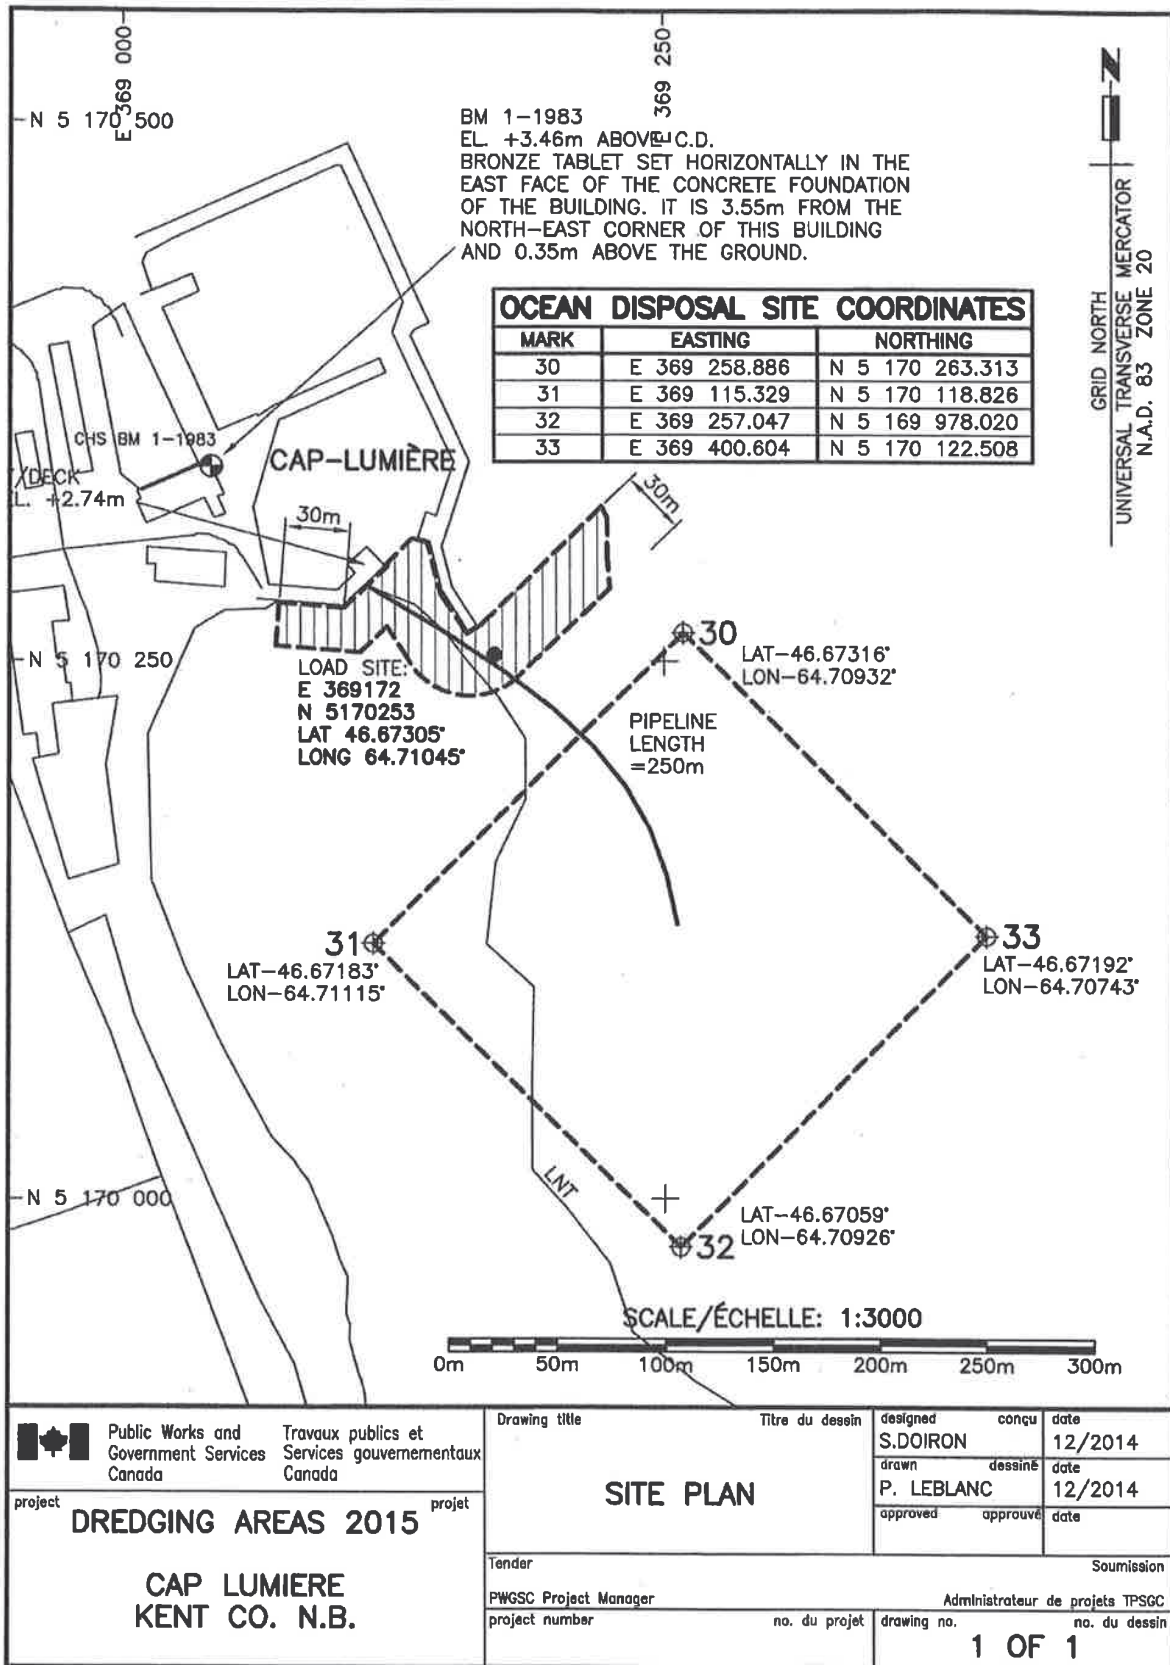 E 369 000
369 250
N 5 170 500
BM 1-1983
EL. +3.46m ABOVE C.D.
BRONZE TABLET SET HORIZONTALLY IN THE
EAST FACE OF THE CONCRETE FOUNDATION
OF THE BUILDING. IT IS 3.55m FROM THE
NORTH-EAST CORNER OF THIS BUILDING
AND 0.35m ABOVE THE GROUND.
N
GRID NORTH
UNIVERSAL TRANSVERSE MERCATOR
N.A.D. 83 ZONE 20
OCEAN DISPOSAL SITE COORDINATES
MARK EASTING NORTHING
30 E 369 258.886 N 5 170 263.313
31 E 369 115.329 N 5 170 118.826
32 E 369 257.047 N 5 169 978.020
33 E 369 400.604 N 5 170 122.508
CHS BM 1-1983
CAP-LUMIÈRE
/DECK
L. +2.74m
30m
30m
N 5 170 250
LOAD SITE:
E 369172
N 5170253
LAT 46.67305°
LONG 64.71045°
30
LAT-46.67316°
LON-64.70932°
PIPELINE
LENGTH
=250m
31
LAT-46.67183°
LON-64.71115°
33
LAT-46.67192°
LON-64.70743°
N 5 170 000
LNT
32
LAT-46.67059°
LON-64.70926°
SCALE/ÉCHELLE: 1:3000
0m 50m 100m 150m 200m 250m 300m
Public Works and
Government Services
Canada
Travaux publics et
Services gouvernementaux
Canada
project projet
DREDGING AREAS 2015
CAP LUMIERE
KENT CO. N.B.
Drawing title Titre du dessin
SITE PLAN
designed conçu date
S.DOIRON 12/2014
drawn dessiné date
P. LEBLANC 12/2014
approved approuvé date
Tender Soumission
PWGSC Project Manager Administrateur de projets TPSGC
project number no. du projet
drawing no. no. du dessin
1 OF 1